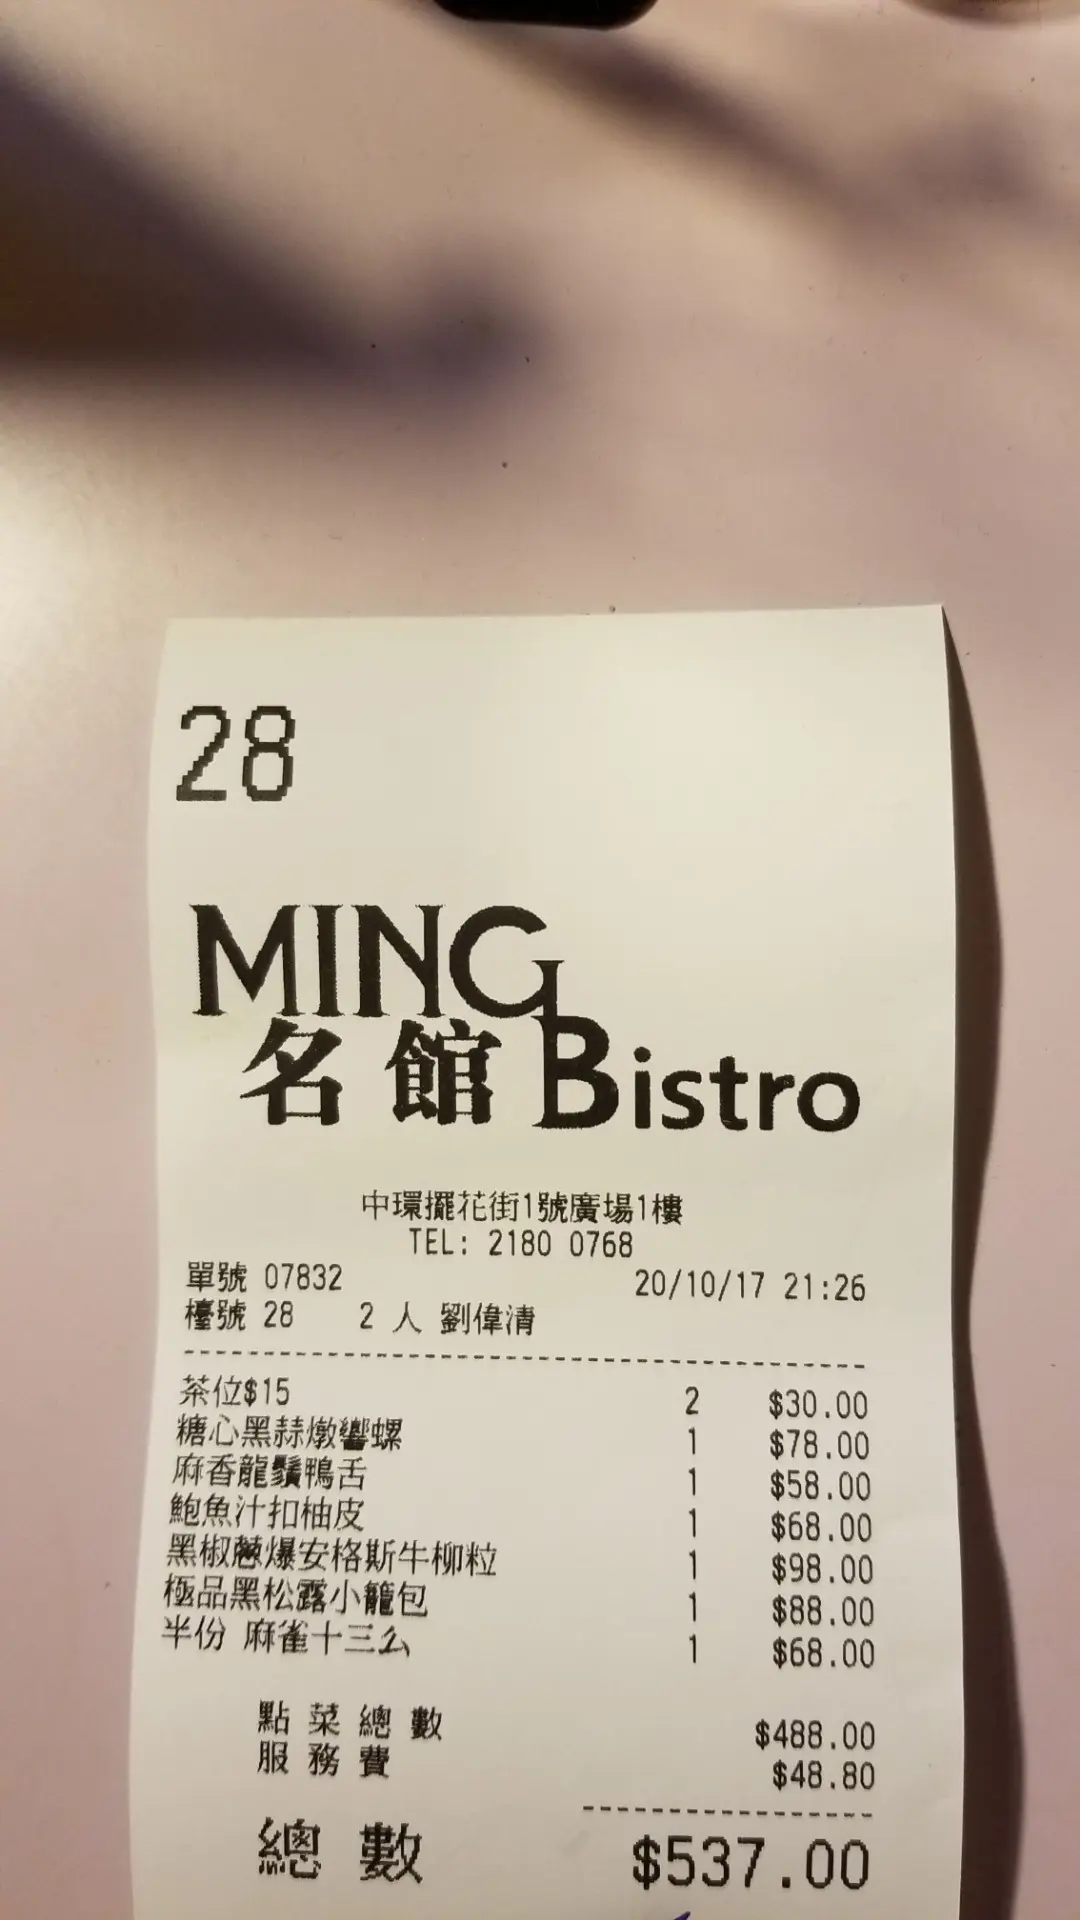 28
MING
名館 Bistro
中環擺花街1號廣場1樓
TEL: 2180 0768
單號 07832 20/10/17 21:26
檯號 28 2 人 劉偉清
茶位$15 2 $30.00
糖心黑蒜燉響螺 1 $78.00
麻香龍鬚鴨舌 1 $58.00
鮑魚汁扣柚皮 1 $68.00
黑椒蔥爆安格斯牛柳粒 1 $98.00
極品黑松露小籠包 1 $88.00
半份 麻雀十三么 1 $68.00
點菜總數 $488.00
服務費 $48.80
總數 $537.00